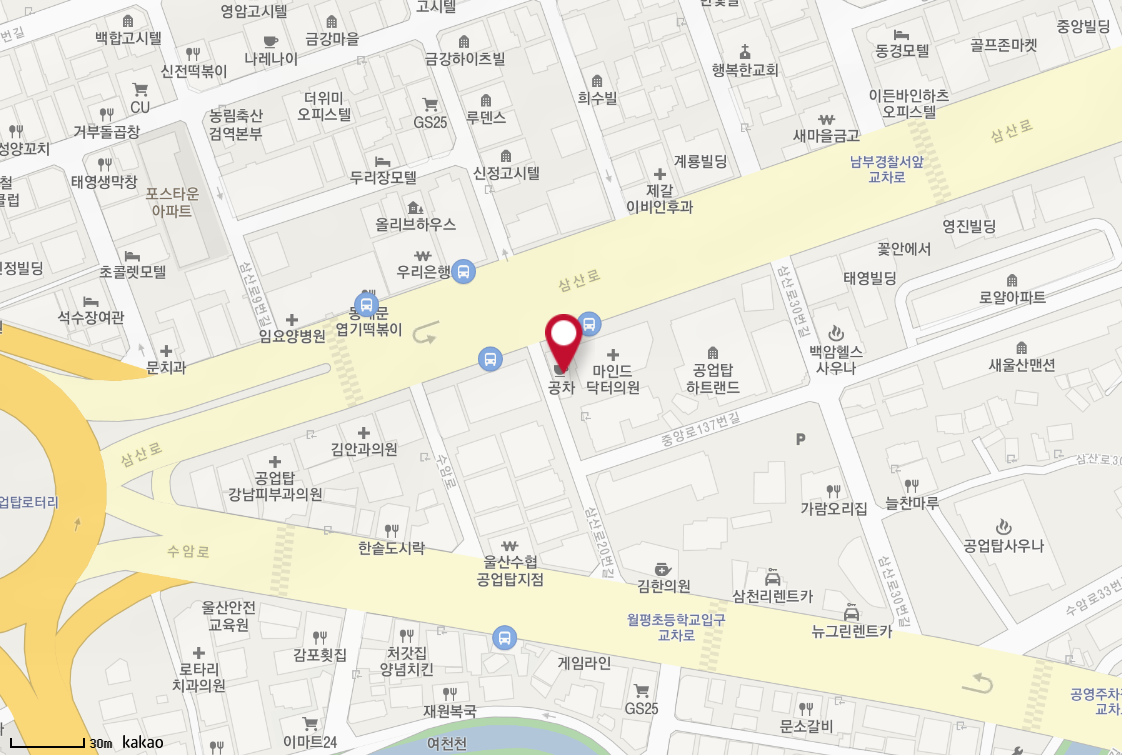 영암고시텔
고시텔
백합고시텔
금강마을
나레나이
신전떡볶이
금강하이츠빌
행복한교회
동경모텔
골프존마켓
중앙빌딩
CU
거부돌곱창
농림축산
검역본부
더위미
오피스텔
GS25
루덴스
희수빌
이든바인하츠
오피스텔
새마을금고
삼산로
성양꼬치
태영생막창
포스타운
아파트
두리장모텔
신정고시텔
계룡빌딩
제갈
이비인후과
남부경찰서앞
교차로
올리브하우스
영진빌딩
꽃안에서
초콜렛모텔
우리은행
삼산로
태영빌딩
로얄아파트
석수장여관
삼산로9번길
임요양병원
엽기떡볶이
삼산로30번길
백암헬스
사우나
새울산맨션
문치과
공차
마인드
닥터의원
공업탑
하트랜드
중앙로137번길
P
삼산로
김안과의원
수암로
공업탑
강남피부과의원
가람오리집
늘찬마루
공업탑로터리
수암로
한솥도시락
울산수협
공업탑지점
삼산로20번길
김한의원
삼천리렌트카
공업탑사우나
삼산로30번길
수암로33번
울산안전
교육원
월평초등학교입구
교차로
뉴그린렌트카
로타리
치과의원
감포횟집
처갓집
양념치킨
게임라인
GS25
공영주차
교차
재원복국
문소갈비
이마트24
여천천
30m
kakao